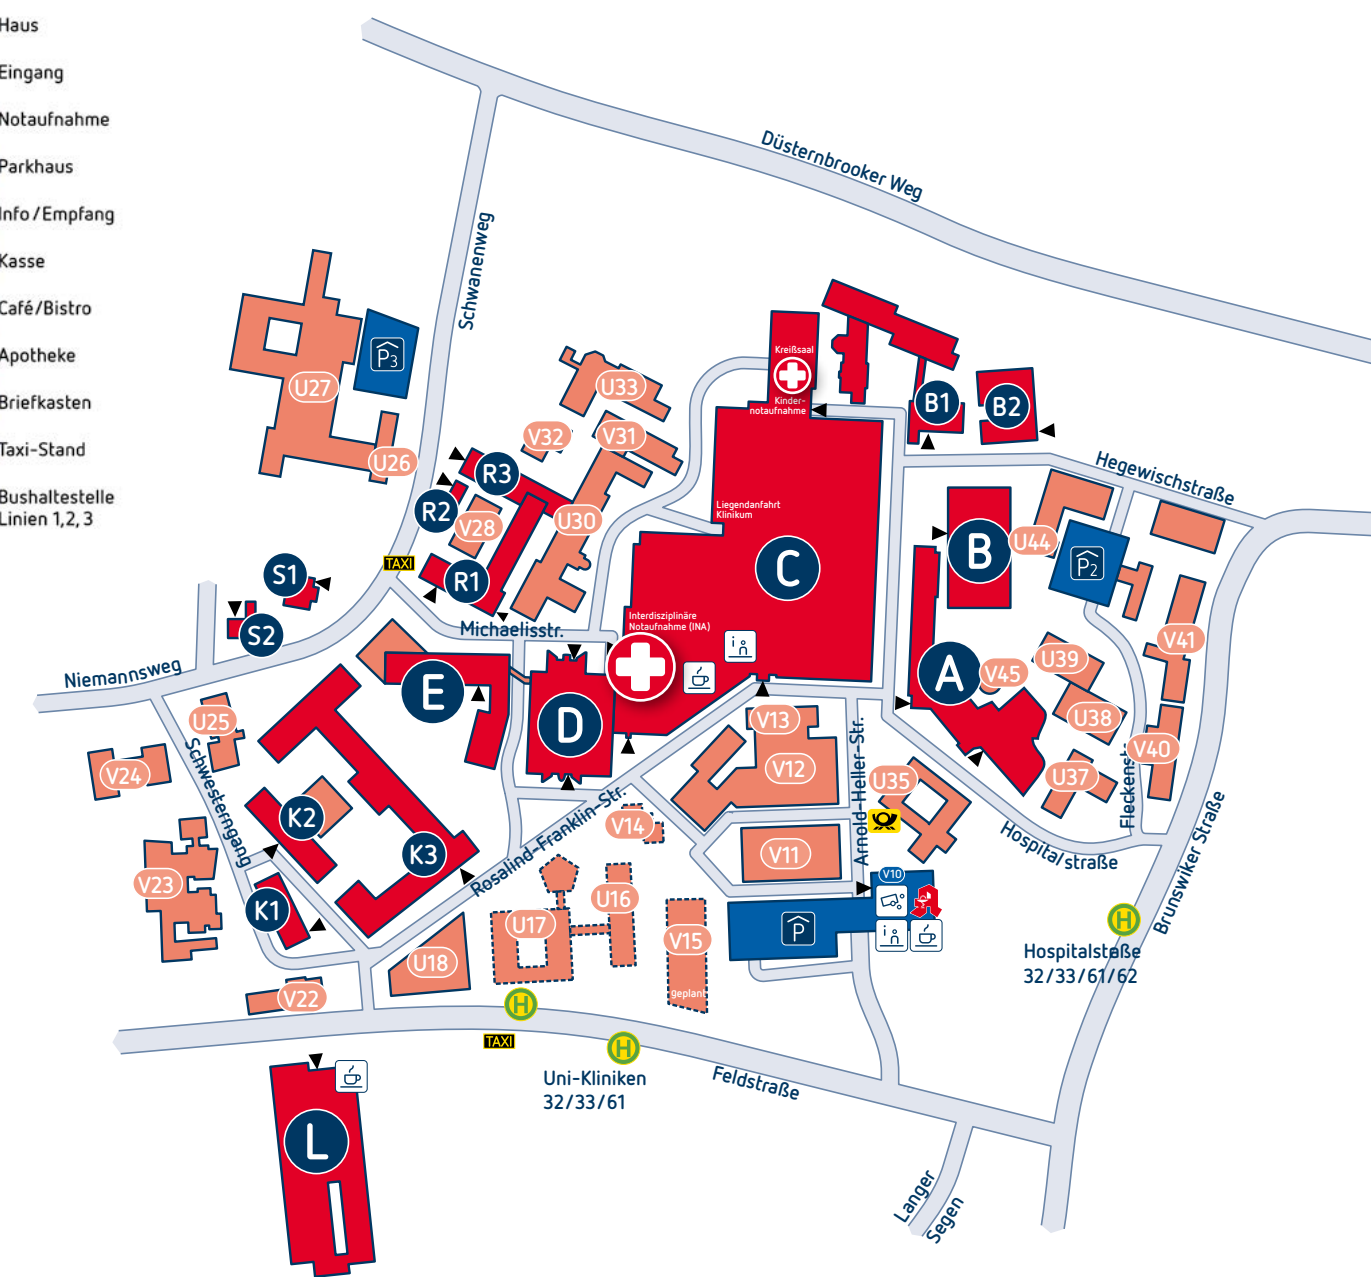 Haus
Eingang
Notaufnahme
Parkhaus
Info/Empfang
Kasse
Café/Bistro
Apotheke
Briefkasten
Taxi-Stand
Bushaltestelle
Linien 1,2,3
Düsternbrooker Weg
Schwanenweg
P3
U27
U26
U33
V32
V31
R3
R2
V28
U30
R1
TAXI
S1
S2
Michaelisstr.
Niemannsweg
Kreißsaal
Kinder-
notaufnahme
B1
B2
Hegewischstraße
Liegendanfahrt
Klinikum
C
B
U44
P2
Interdisziplinäre
Notaufnahme (INA)
i
E
D
A
V45
U39
U38
V41
V40
U37
Fleckenst
U25
V24
Schwesterngang
K2
K3
K1
V23
V22
V13
V12
V14
V11
U35
Arnold-Heller-Str.
Rosalind-Franklin-Str.
Hospitalstraße
Brunswiker Straße
V10
i
P
U16
U17
U18
V15
geplant
H
Hospitalstaße
32/33/61/62
H
TAXI
H
Uni-Kliniken
32/33/61
Feldstraße
L
Langer
Segen